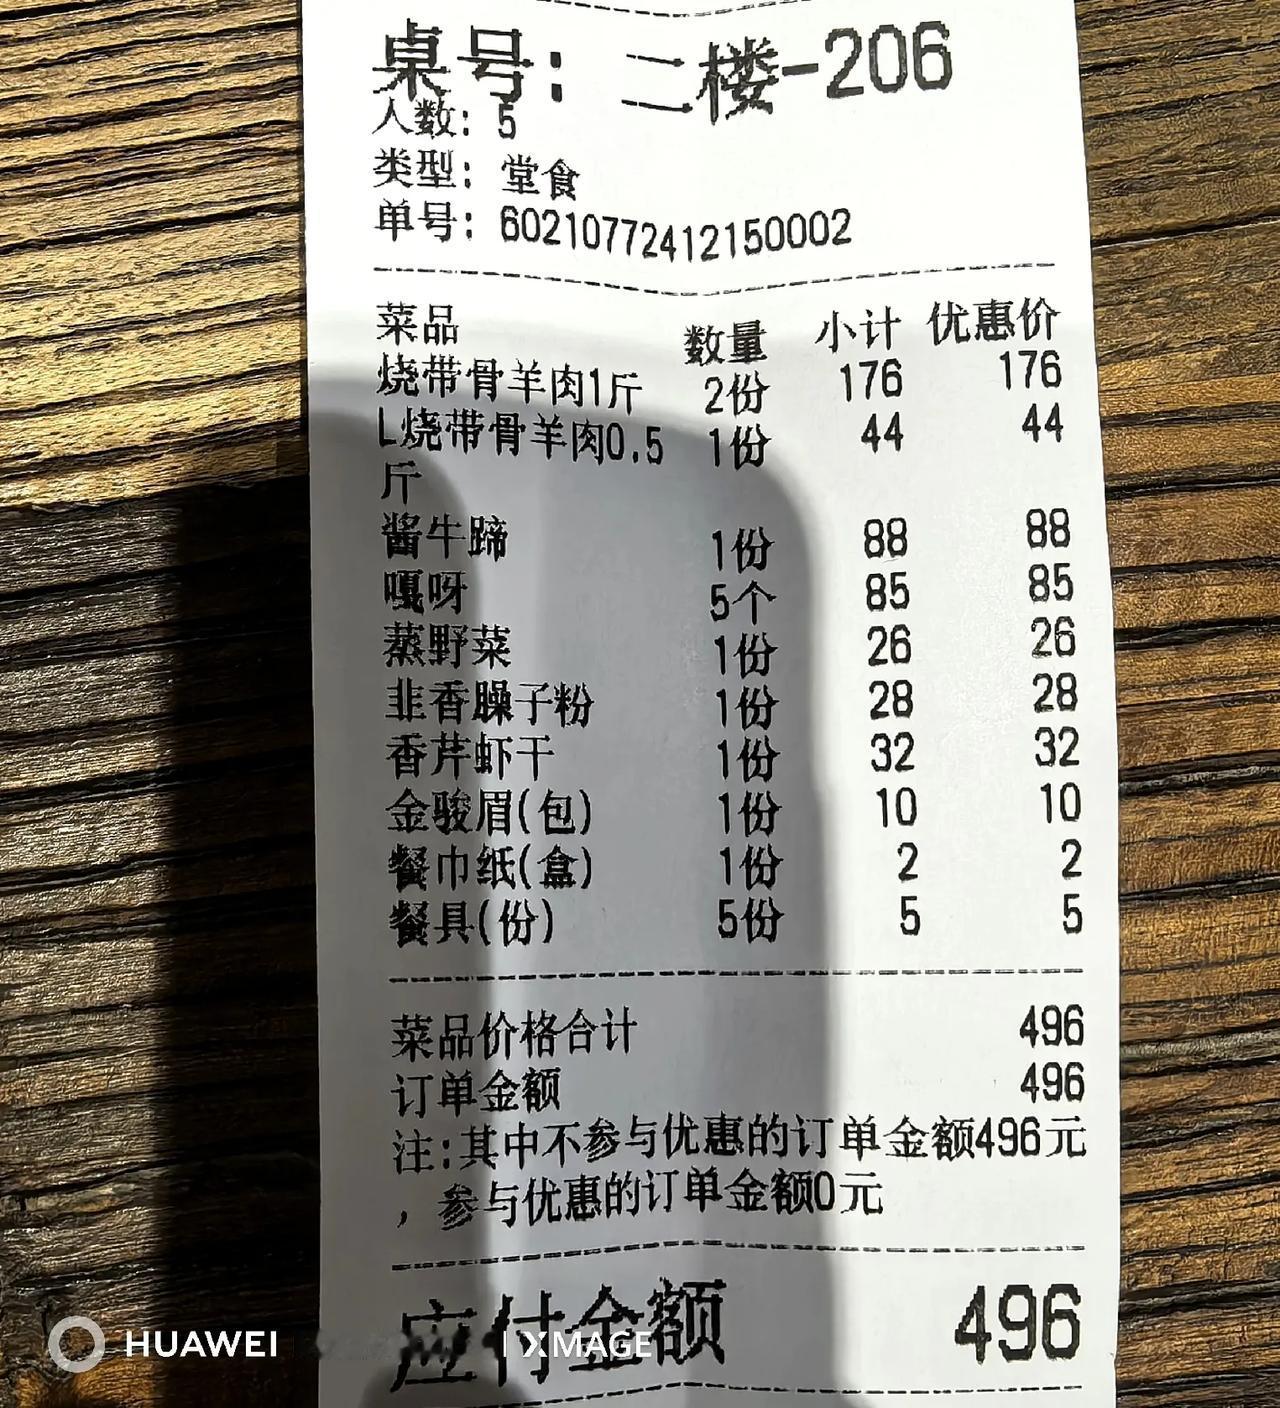 桌号：二楼-206
人数：5
类型：堂食
单号：60210772412150002
菜品 数量 小计 优惠价
烧带骨羊肉1斤 2份 176 176
L烧带骨羊肉0.5 1份 44 44
斤
酱牛蹄 1份 88 88
嘎呀 5个 85 85
蒸野菜 1份 26 26
韭香臊子粉 1份 28 28
香芹虾干 1份 32 32
金骏眉(包) 1份 10 10
餐巾纸(盒) 1份 2 2
餐具(份) 5份 5 5
菜品价格合计 496
订单金额 496
注:其中不参与优惠的订单金额496元
，参与优惠的订单金额0元
应付金额 496
HUAWEI | XMAGE